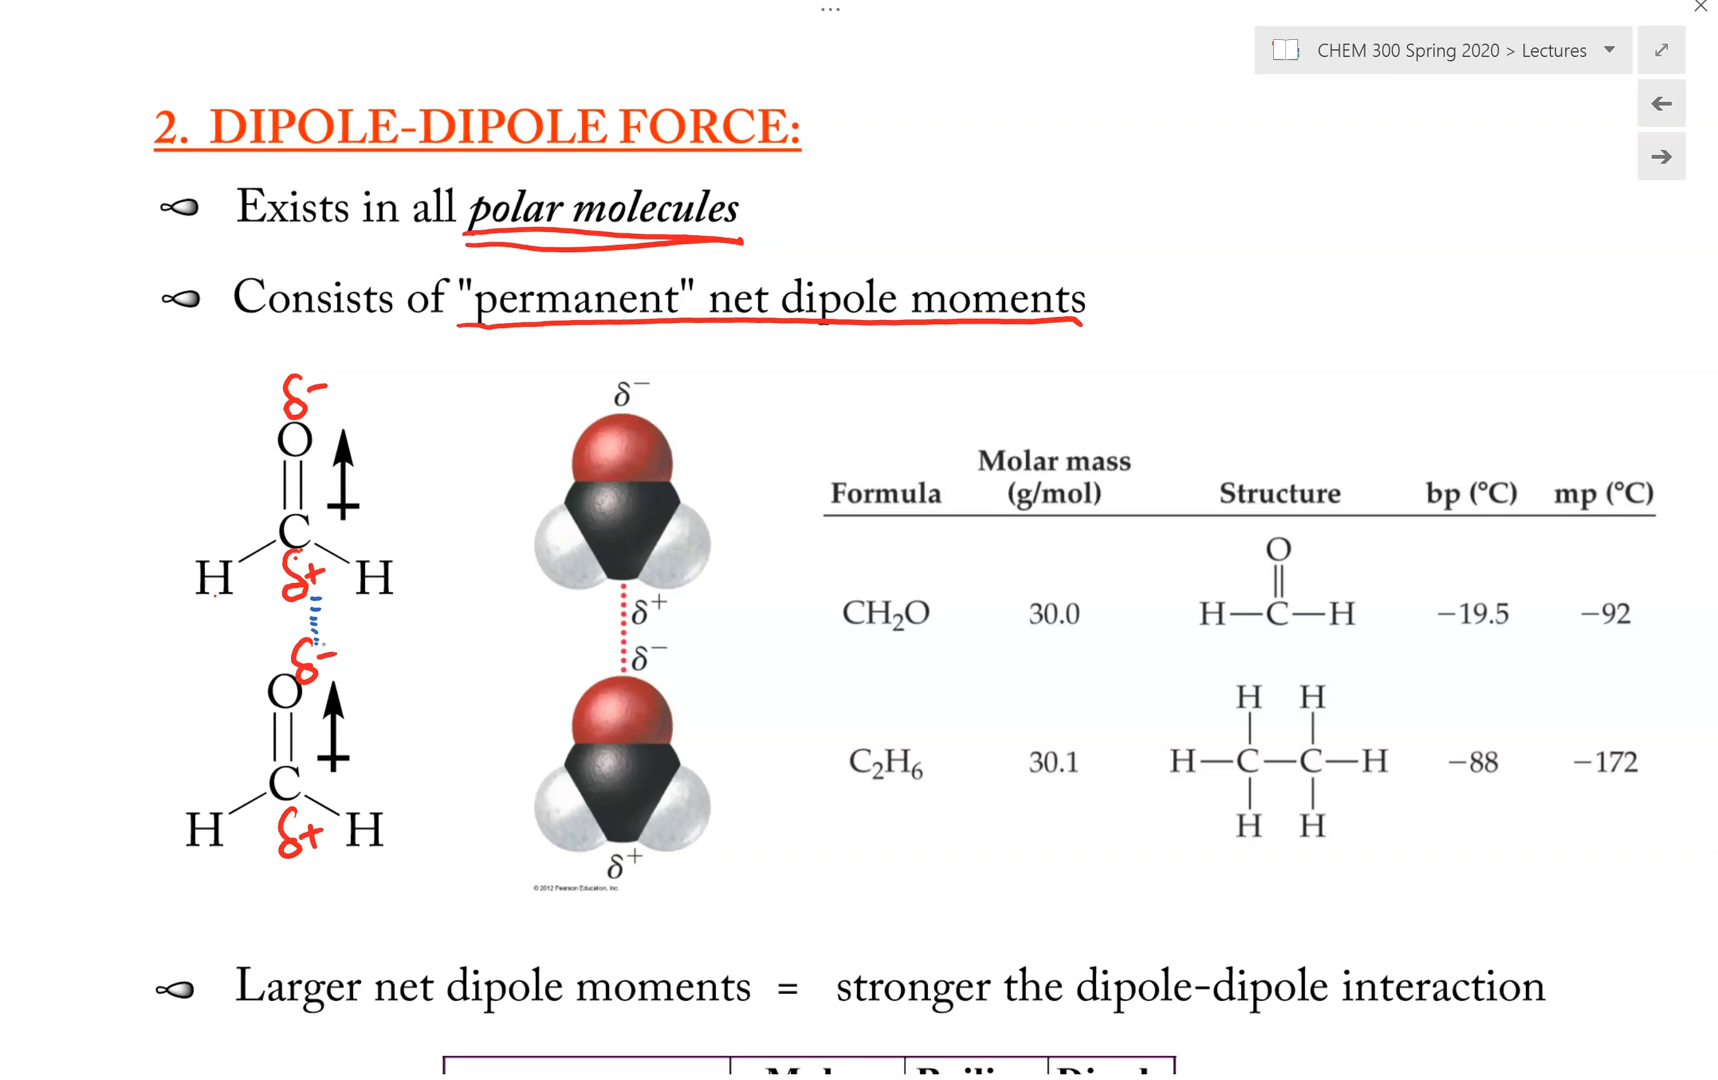 ...
CHEM 300 Spring 2020 > Lectures
2. DIPOLE-DIPOLE FORCE:
Exists in all polar molecules
Consists of "permanent" net dipole moments
δ-
O
C
H δ+ H
δ-
O
C
H δ+ H
δ−
δ+
δ−
δ+
© 2012 Pearson Education, Inc.
Formula Molar mass (g/mol) Structure bp (°C) mp (°C)
O
CH₂O 30.0 H—C—H −19.5 −92
H H
C₂H₆ 30.1 H—C—C—H −88 −172
H H
Larger net dipole moments = stronger the dipole-dipole interaction